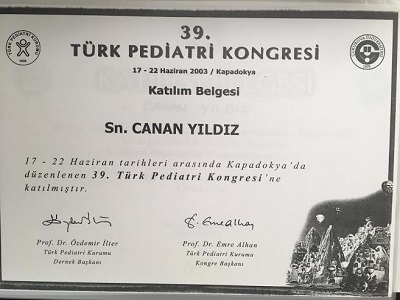 39.
TÜRK PEDİATRİ KONGRESİ
17 - 22 Haziran 2003 / Kapadokya
Katılım Belgesi
Sn. CANAN YILDIZ
17 - 22 Haziran tarihleri arasında Kapadokya'da
düzenlenen 39. Türk Pediatri Kongresi'ne
katılmıştır.
Prof. Dr. Özdemir İlter
Türk Pediatri Kurumu
Dernek Başkanı
Prof. Dr. Emre Alhan
Türk Pediatri Kurumu
Kongre Başkanı